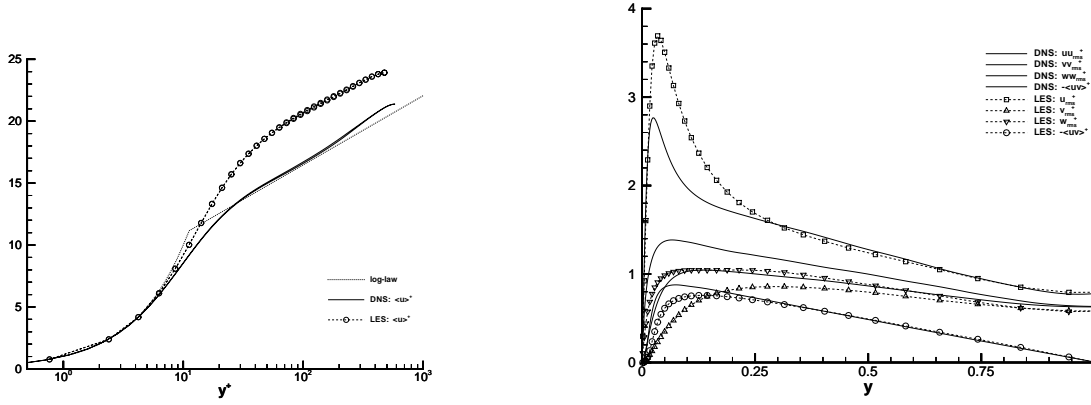 25
20
15
10
5
0
10⁰
10¹
10²
10³
y⁺
log-law
DNS: <u>⁺
LES: <u>⁺
4
3
2
1
0
0
0.25
0.5
0.75
y
DNS: uu_rms⁺
DNS: vv_rms⁺
DNS: ww_rms⁺
DNS: -<uv>⁺
LES: u_rms⁺
LES: v_rms⁺
LES: w_rms⁺
LES: -<uv>⁺